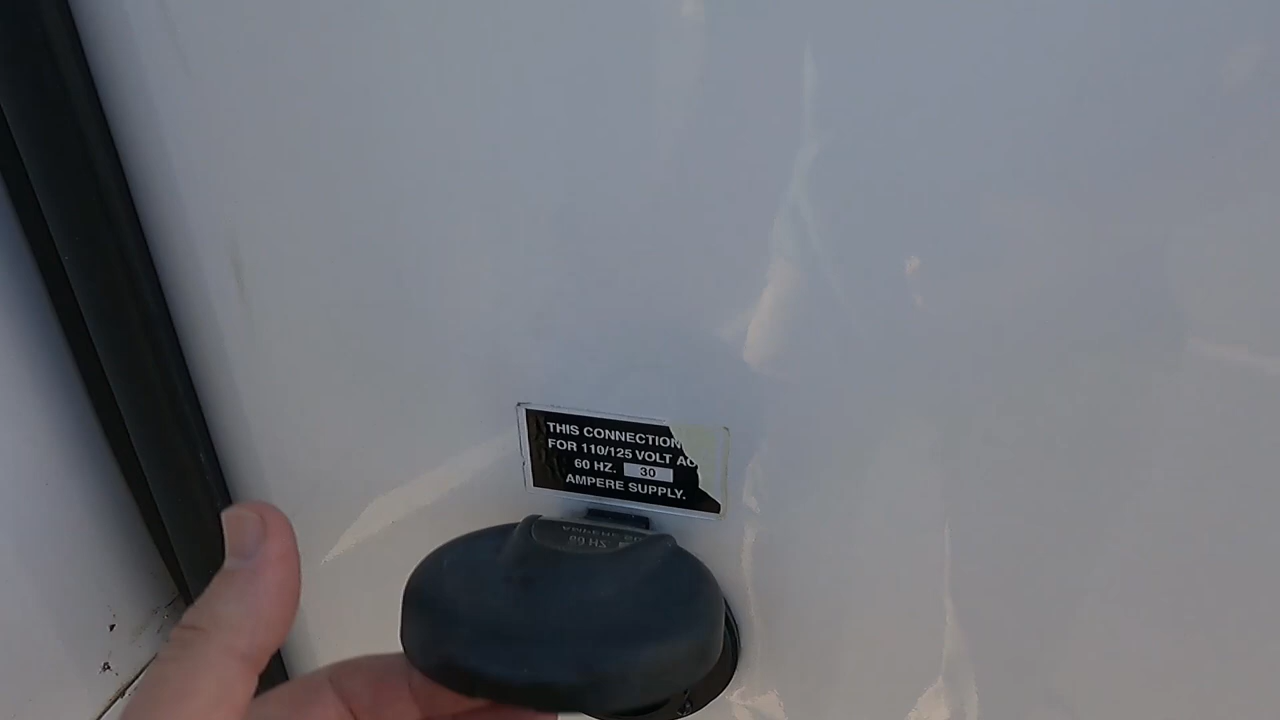 THIS CONNECTION
FOR 110/125 VOLT AC
60 HZ. 30
AMPERE SUPPLY.